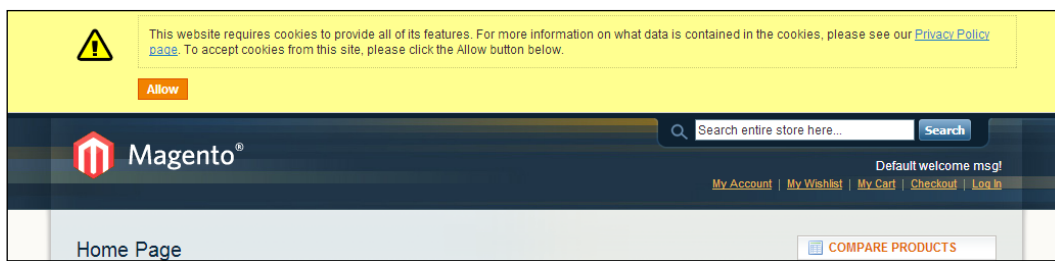 This website requires cookies to provide all of its features. For more information on what data is contained in the cookies, please see our Privacy Policy
page. To accept cookies from this site, please click the Allow button below.
Allow
Search entire store here...
Search
Magento®
Default welcome msg!
My Account | My Wishlist | My Cart | Checkout | Log In
Home Page
COMPARE PRODUCTS